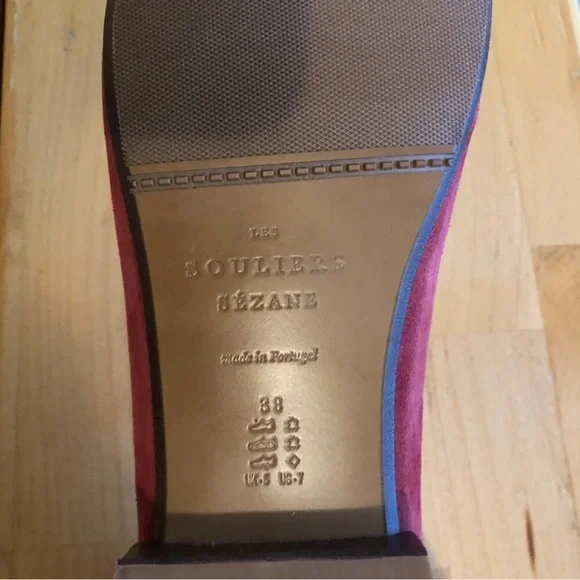 LES
SOULIERS
SÉZANE
made in Portugal
38
UK-5 US-7